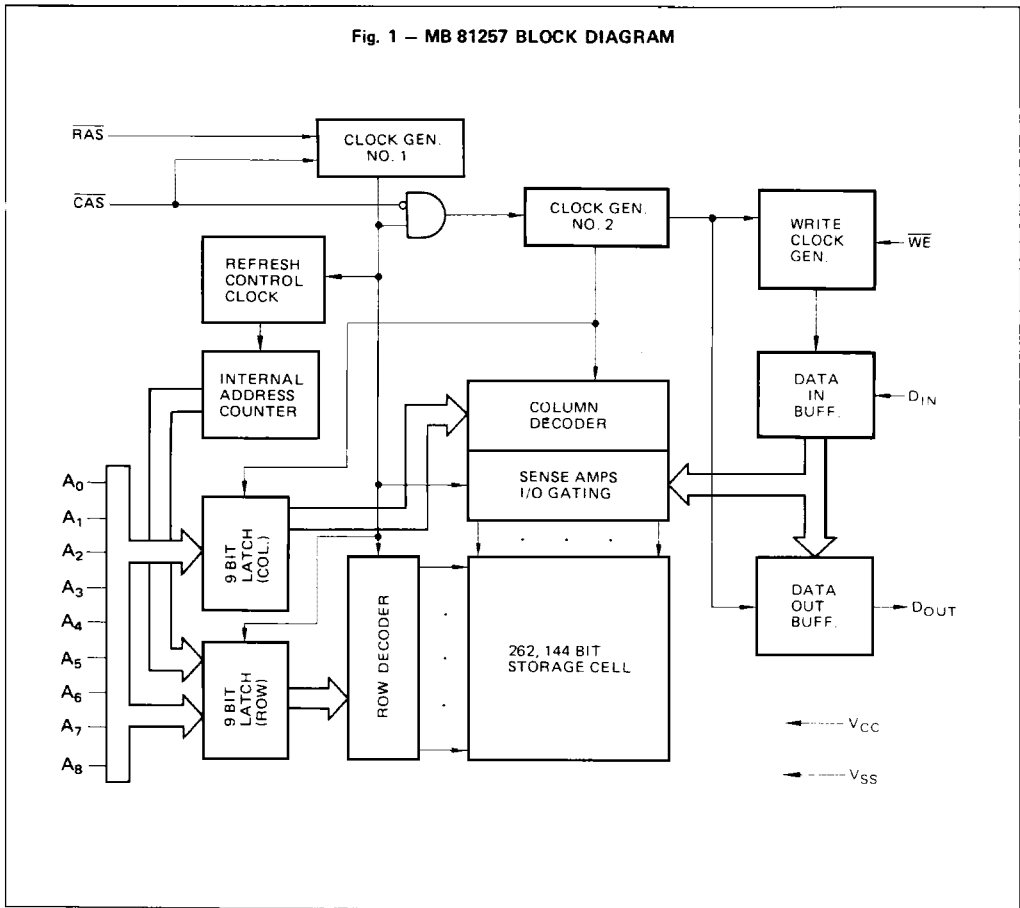 Fig. 1 – MB 81257 BLOCK DIAGRAM
R̅A̅S̅
CLOCK GEN.
NO. 1
C̅A̅S̅
CLOCK GEN.
NO. 2
WRITE
CLOCK
GEN.
W̅E̅
REFRESH
CONTROL
CLOCK
INTERNAL
ADDRESS
COUNTER
COLUMN
DECODER
DATA
IN
BUFF.
DIN
SENSE AMPS
I/O GATING
A0
A1
A2
A3
A4
A5
A6
A7
A8
9 BIT
LATCH
(COL.)
9 BIT
LATCH
(ROW)
ROW DECODER
262, 144 BIT
STORAGE CELL
DATA
OUT
BUFF.
DOUT
VCC
VSS